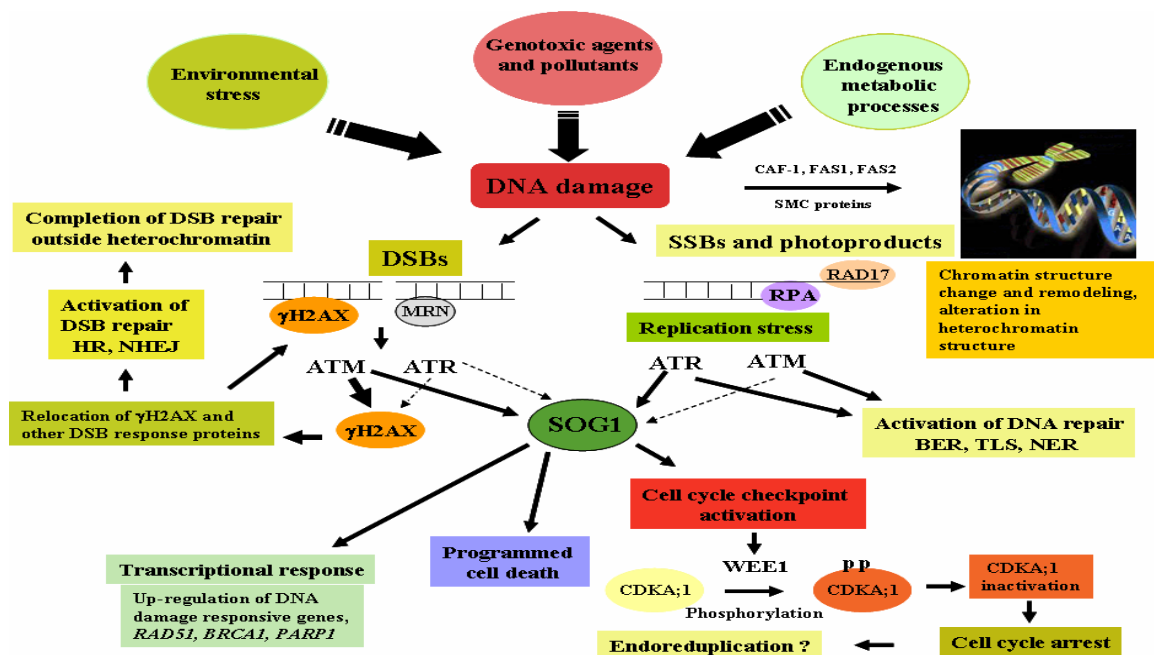 Environmental
stress
Genotoxic agents
and pollutants
Endogenous
metabolic
processes
DNA damage
CAF-1, FAS1, FAS2
SMC proteins
Completion of DSB repair
outside heterochromatin
DSBs
SSBs and photoproducts
RAD17
RPA
γH2AX
MRN
Chromatin structure
change and remodeling,
alteration in
heterochromatin
structure
Activation of
DSB repair
HR, NHEJ
Replication stress
ATM
ATR
ATR
ATM
Relocation of γH2AX and
other DSB response proteins
γH2AX
SOG1
Activation of DNA repair
BER, TLS, NER
Cell cycle checkpoint
activation
Programmed
cell death
Transcriptional response
Up-regulation of DNA
damage responsive genes,
RAD51, BRCA1, PARP1
WEE1
p p
CDKA;1
Phosphorylation
CDKA;1
CDKA;1
inactivation
Endoreduplication ?
Cell cycle arrest